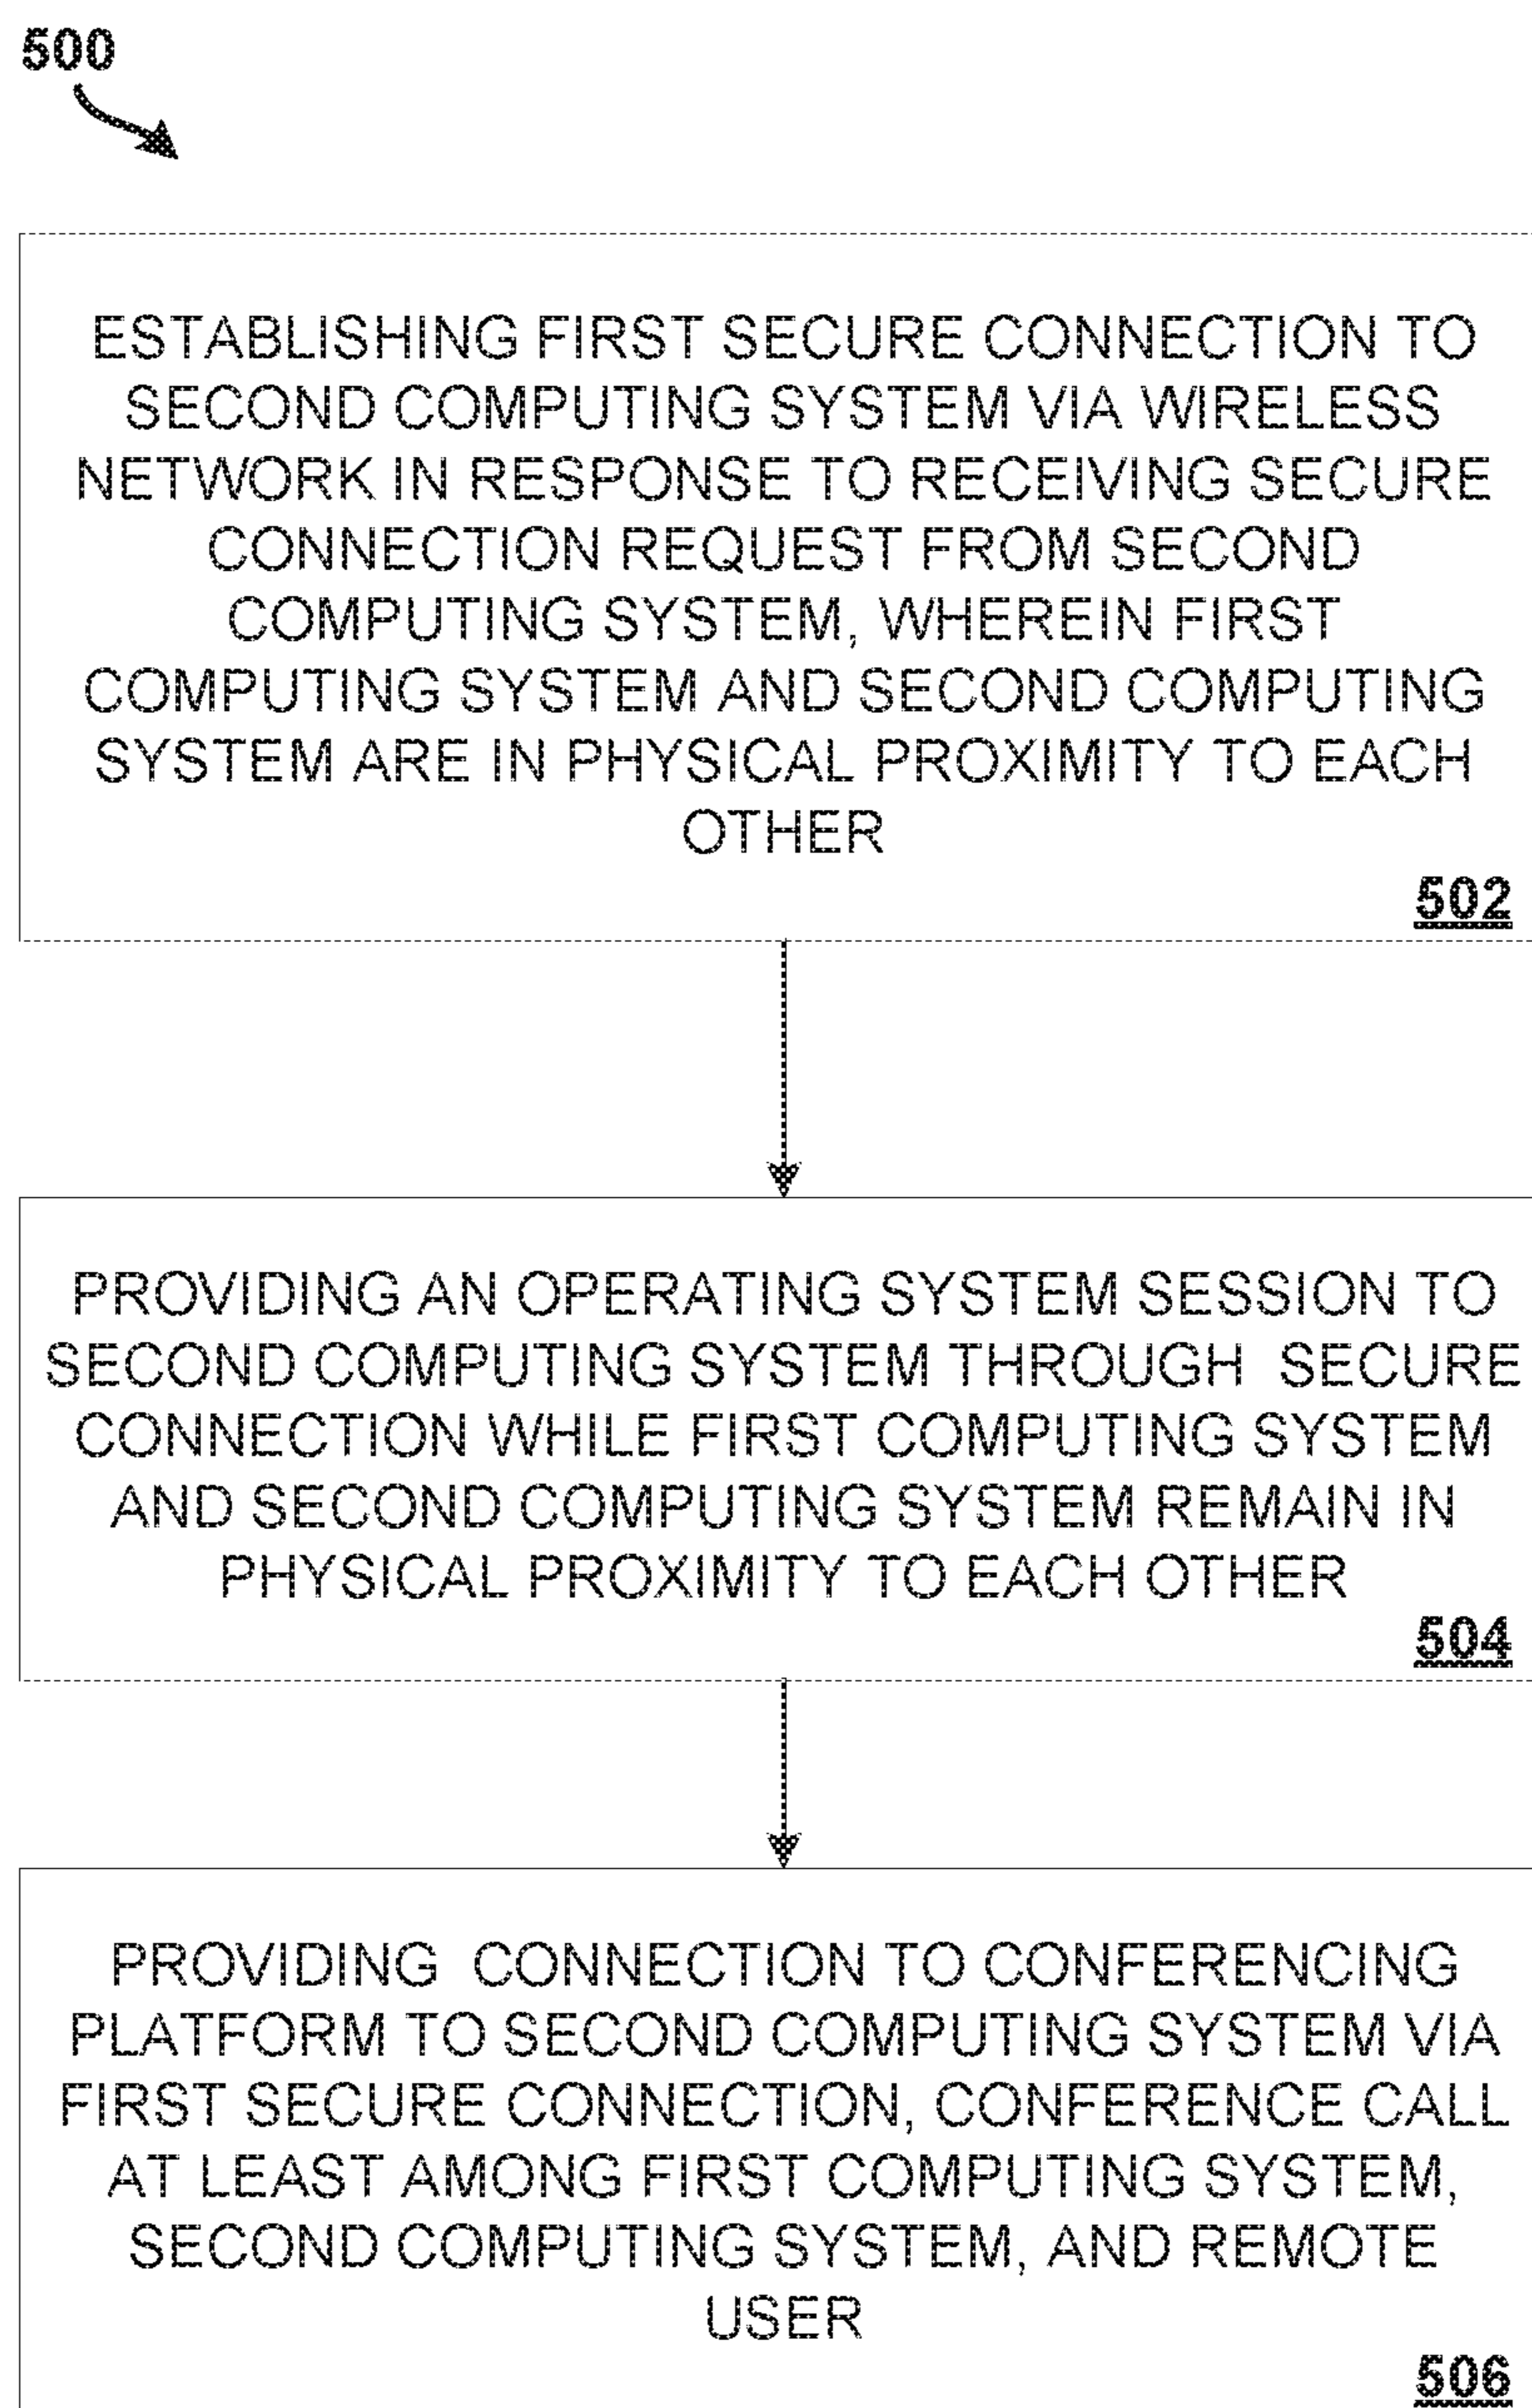 500
ESTABLISHING FIRST SECURE CONNECTION TO
SECOND COMPUTING SYSTEM VIA WIRELESS
NETWORK IN RESPONSE TO RECEIVING SECURE
CONNECTION REQUEST FROM SECOND
COMPUTING SYSTEM, WHEREIN FIRST
COMPUTING SYSTEM AND SECOND COMPUTING
SYSTEM ARE IN PHYSICAL PROXIMITY TO EACH
OTHER
502
PROVIDING AN OPERATING SYSTEM SESSION TO
SECOND COMPUTING SYSTEM THROUGH SECURE
CONNECTION WHILE FIRST COMPUTING SYSTEM
AND SECOND COMPUTING SYSTEM REMAIN IN
PHYSICAL PROXIMITY TO EACH OTHER
504
PROVIDING CONNECTION TO CONFERENCING
PLATFORM TO SECOND COMPUTING SYSTEM VIA
FIRST SECURE CONNECTION, CONFERENCE CALL
AT LEAST AMONG FIRST COMPUTING SYSTEM,
SECOND COMPUTING SYSTEM, AND REMOTE
USER
506